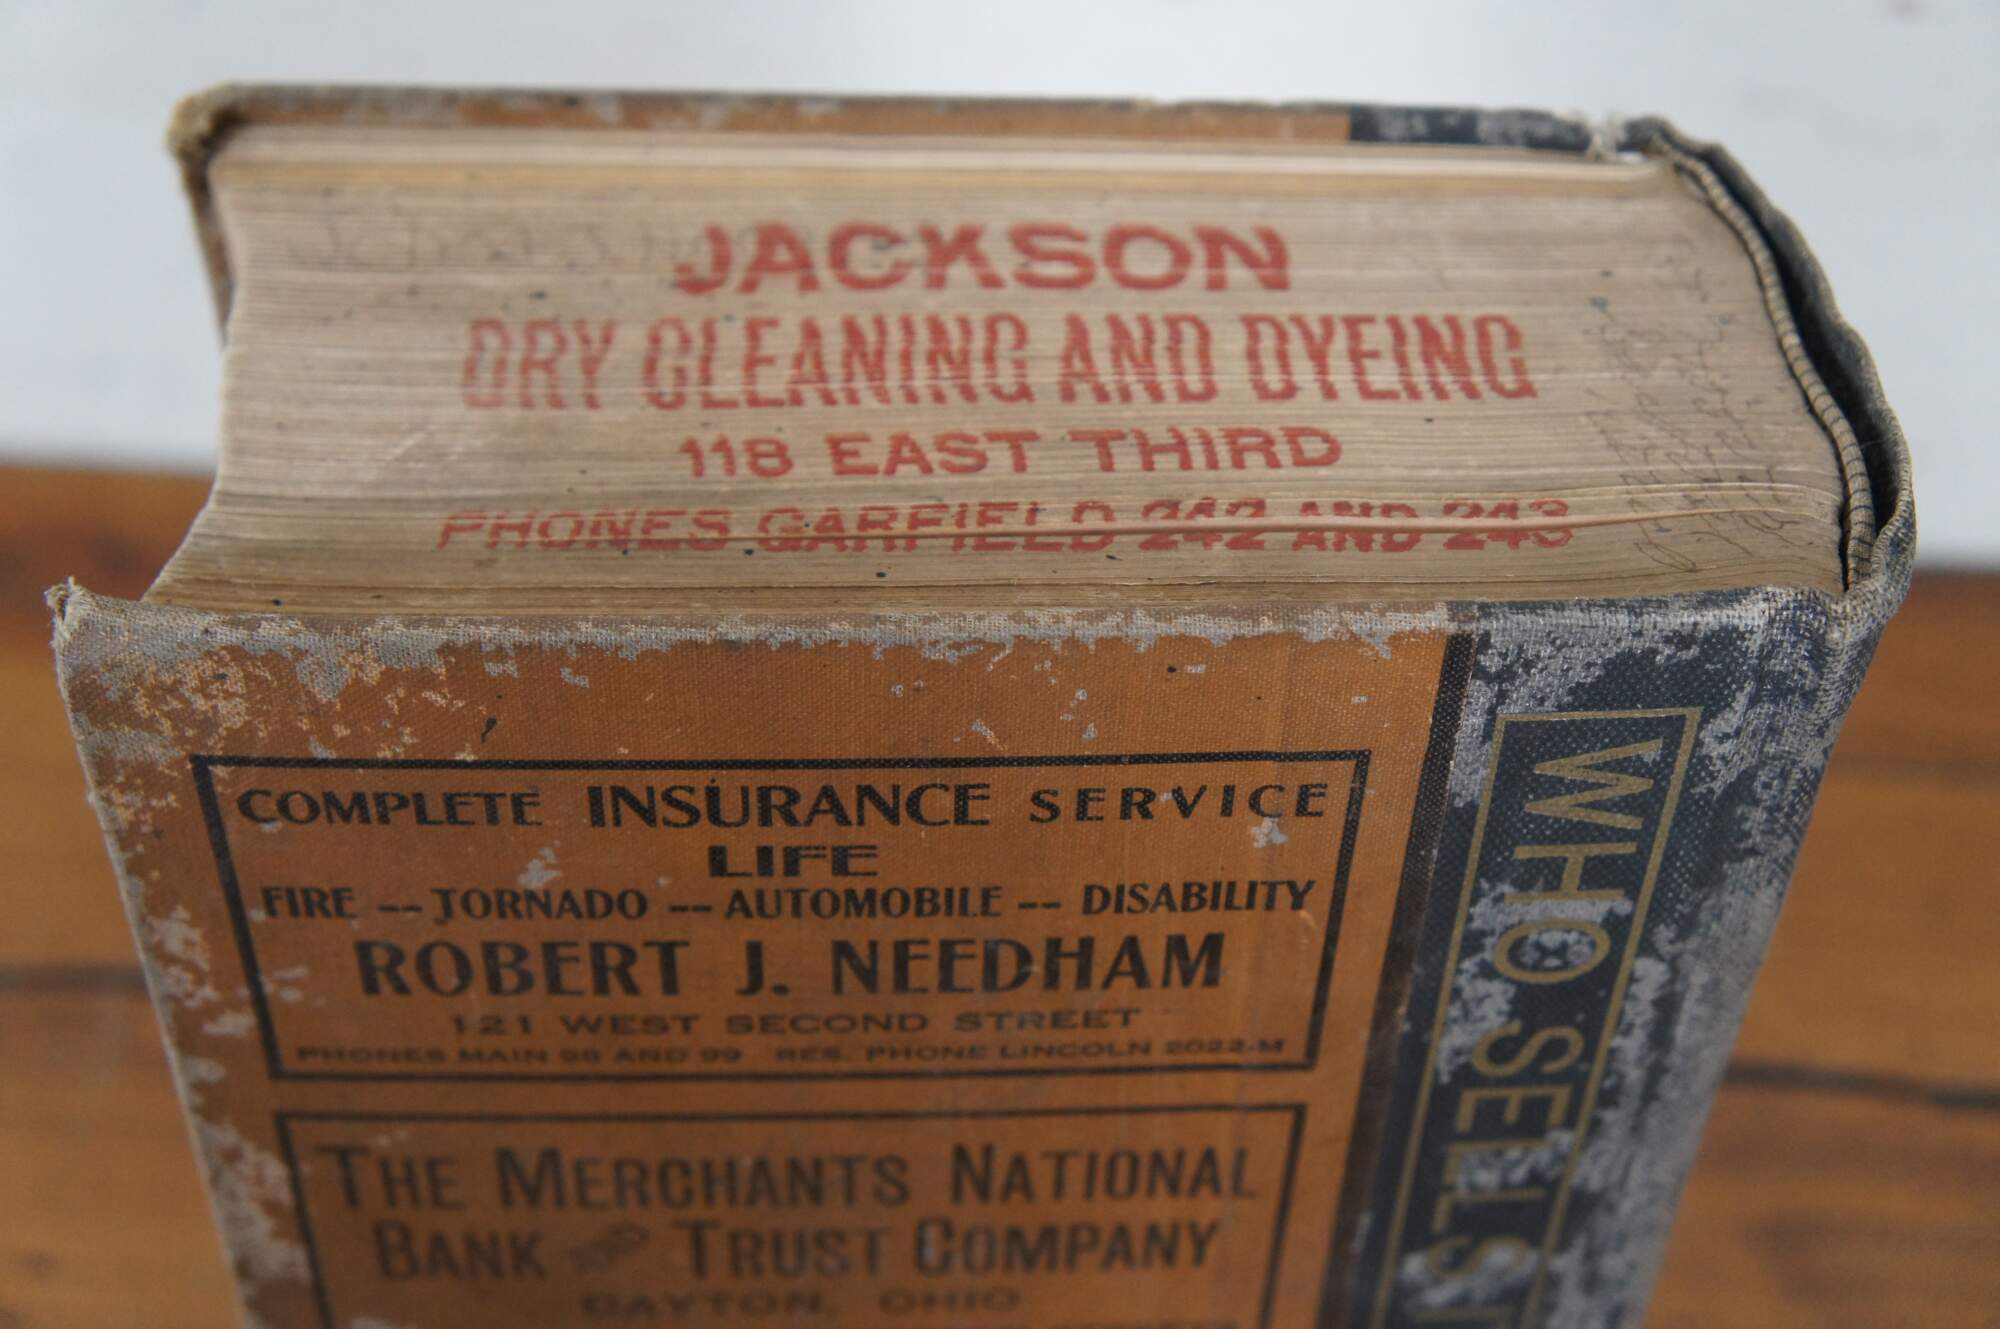 JACKSON
DRY CLEANING AND DYEING
118 EAST THIRD
PHONES GARFIELD 242 AND 243
COMPLETE INSURANCE SERVICE
LIFE
FIRE -- TORNADO -- AUTOMOBILE -- DISABILITY
ROBERT J. NEEDHAM
121 WEST SECOND STREET
PHONES MAIN 98 AND 99 RES. PHONE LINCOLN 2022-M
THE MERCHANTS NATIONAL
BANK AND TRUST COMPANY
DAYTON, OHIO
WHO SELLS